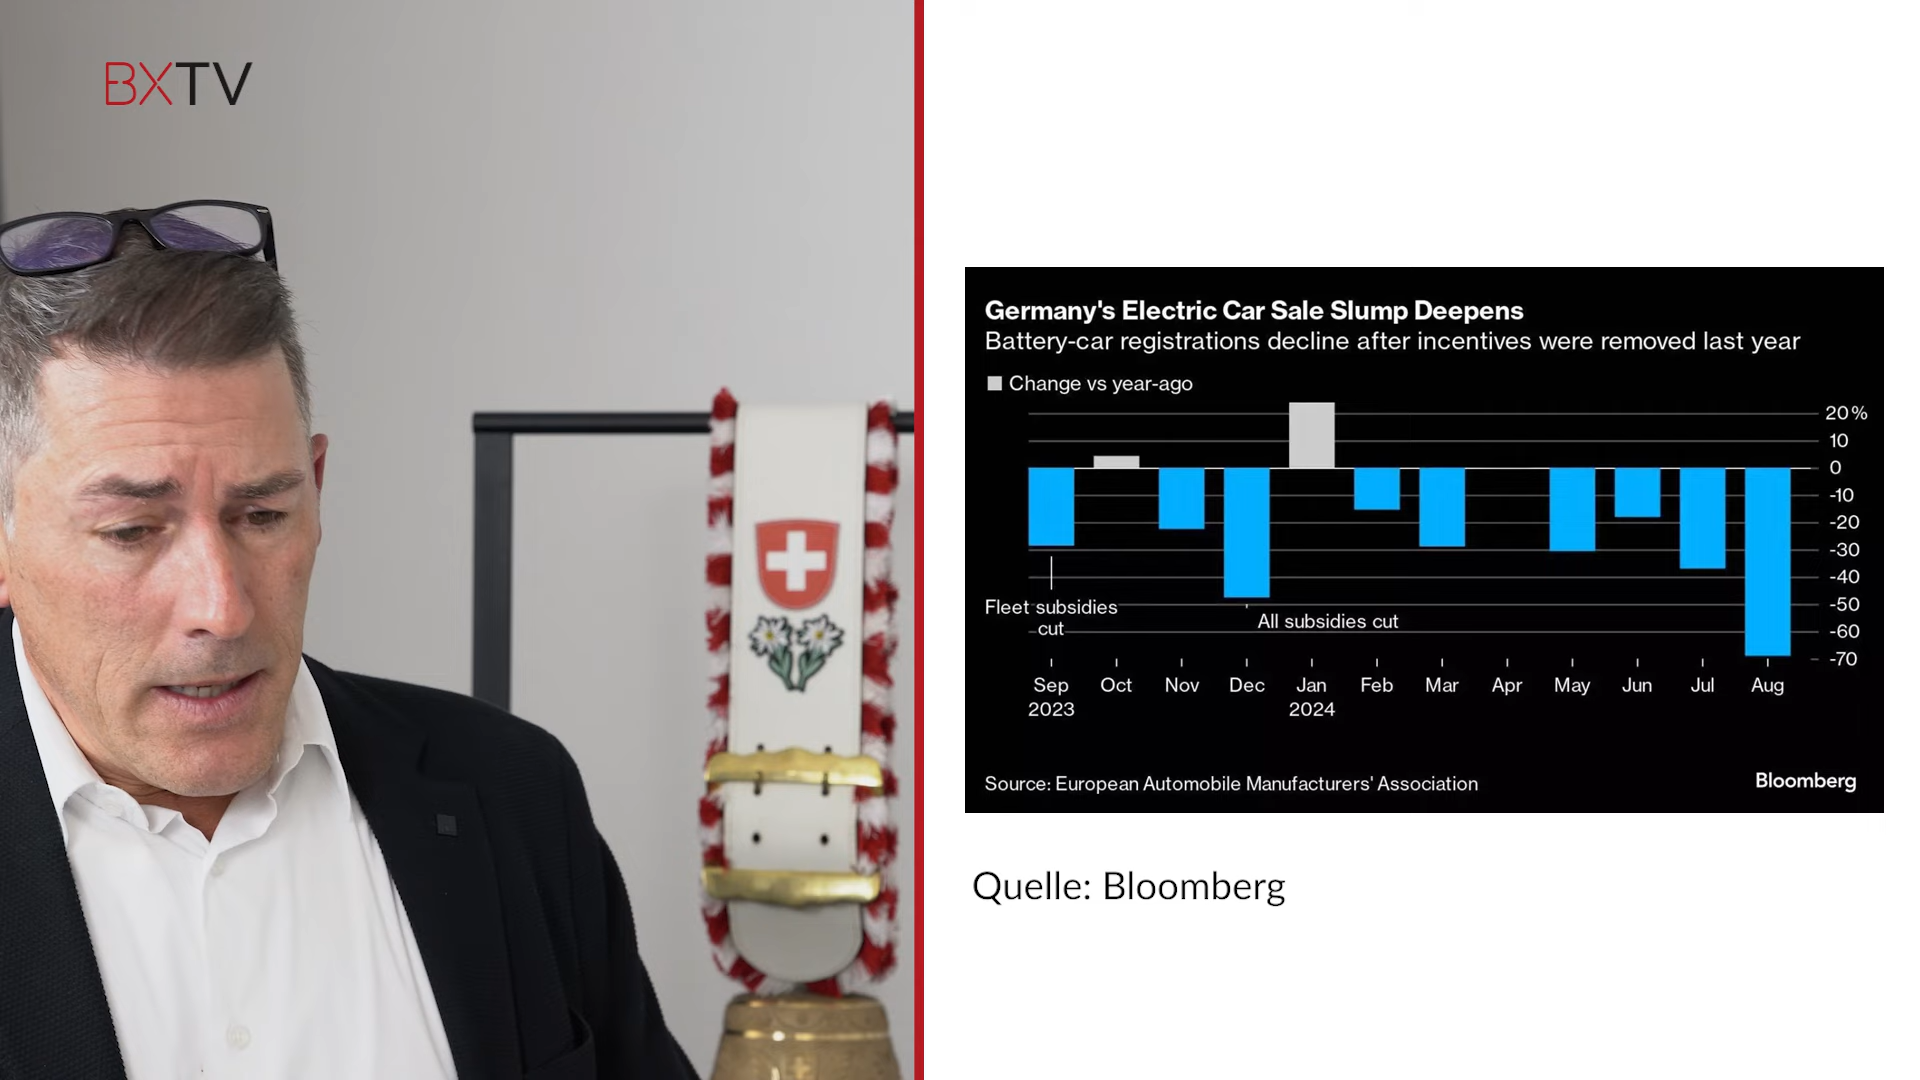 BXTV
Germany's Electric Car Sale Slump Deepens
Battery-car registrations decline after incentives were removed last year
Change vs year-ago
20%
10
0
-10
-20
-30
-40
-50
-60
-70
Fleet subsidies
cut
All subsidies cut
Sep Oct Nov Dec Jan Feb Mar Apr May Jun Jul Aug
2023 2024
Source: European Automobile Manufacturers' Association
Bloomberg
Quelle: Bloomberg